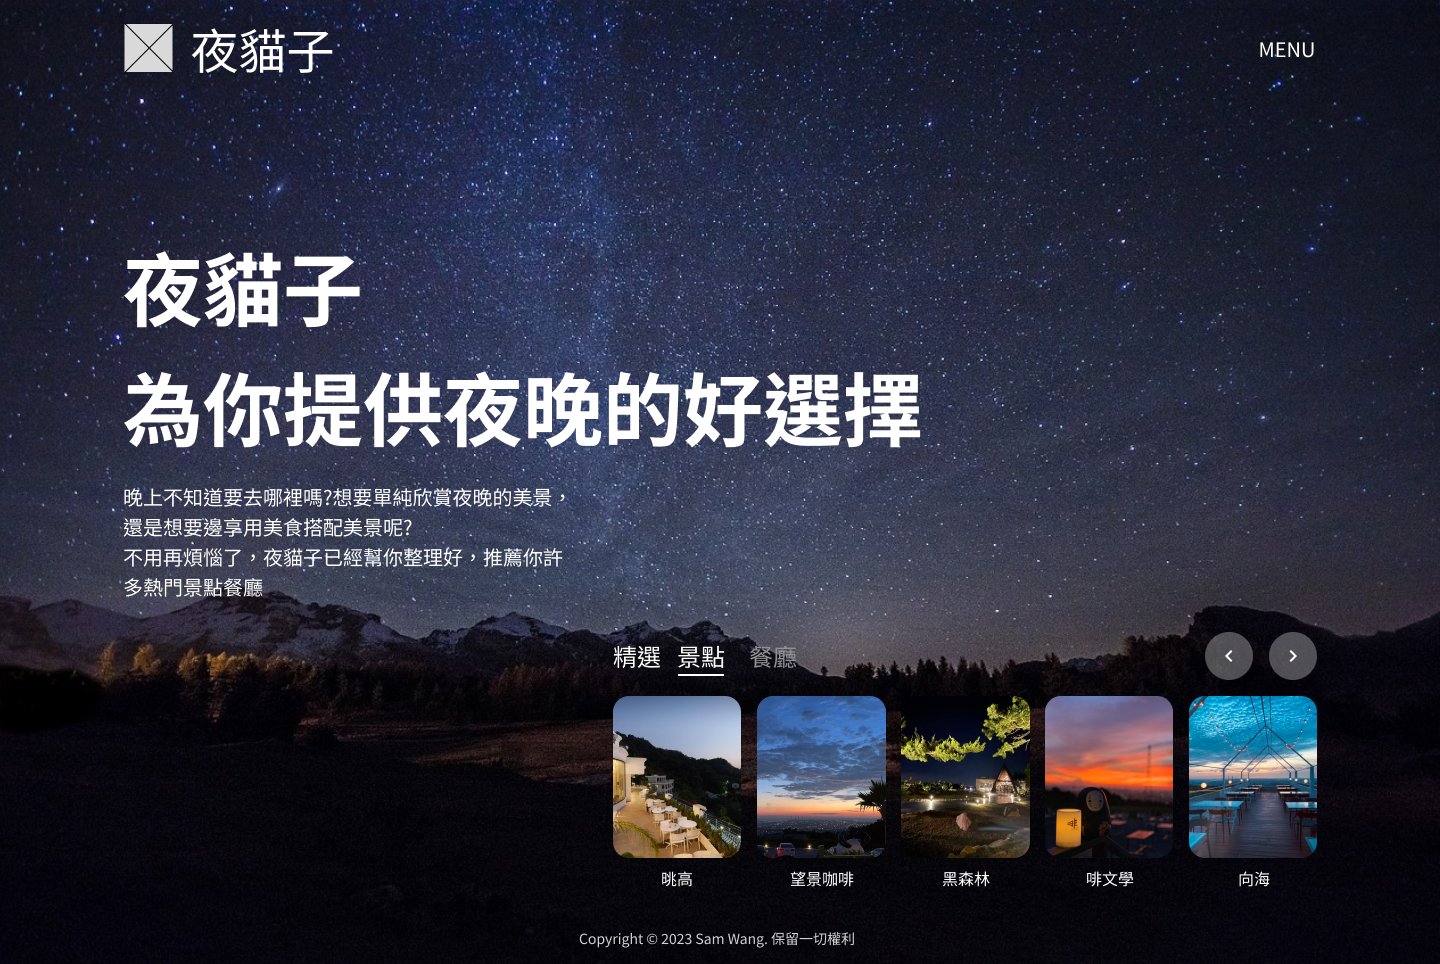 夜貓子
MENU
夜貓子
為你提供夜晚的好選擇
晚上不知道要去哪裡嗎?想要單純欣賞夜晚的美景，
還是想要邊享用美食搭配美景呢?
不用再煩惱了，夜貓子已經幫你整理好，推薦你許
多熱門景點餐廳
精選 景點 餐廳
啡
眺高 望景咖啡 黑森林 啡文學 向海
Copyright © 2023 Sam Wang. 保留一切權利